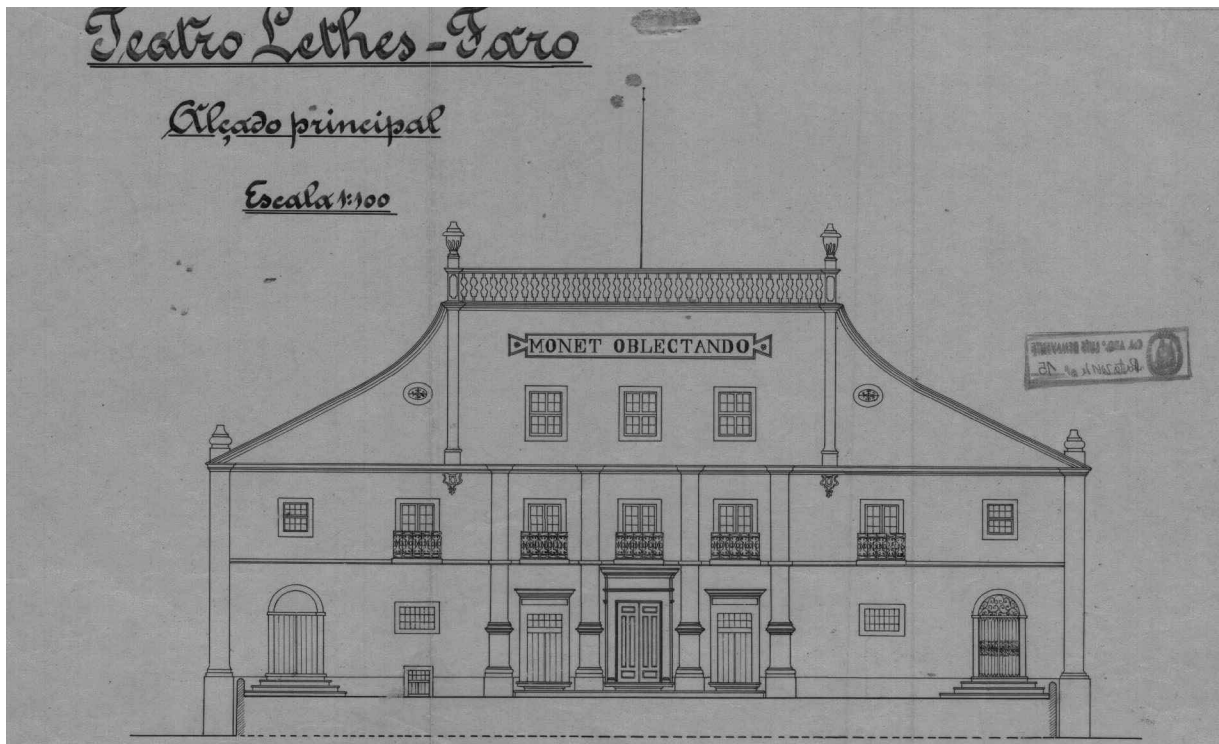 Teatro Lethes-Faro
Alçado principal
Escala 1:100
MONET OBLECTANDO